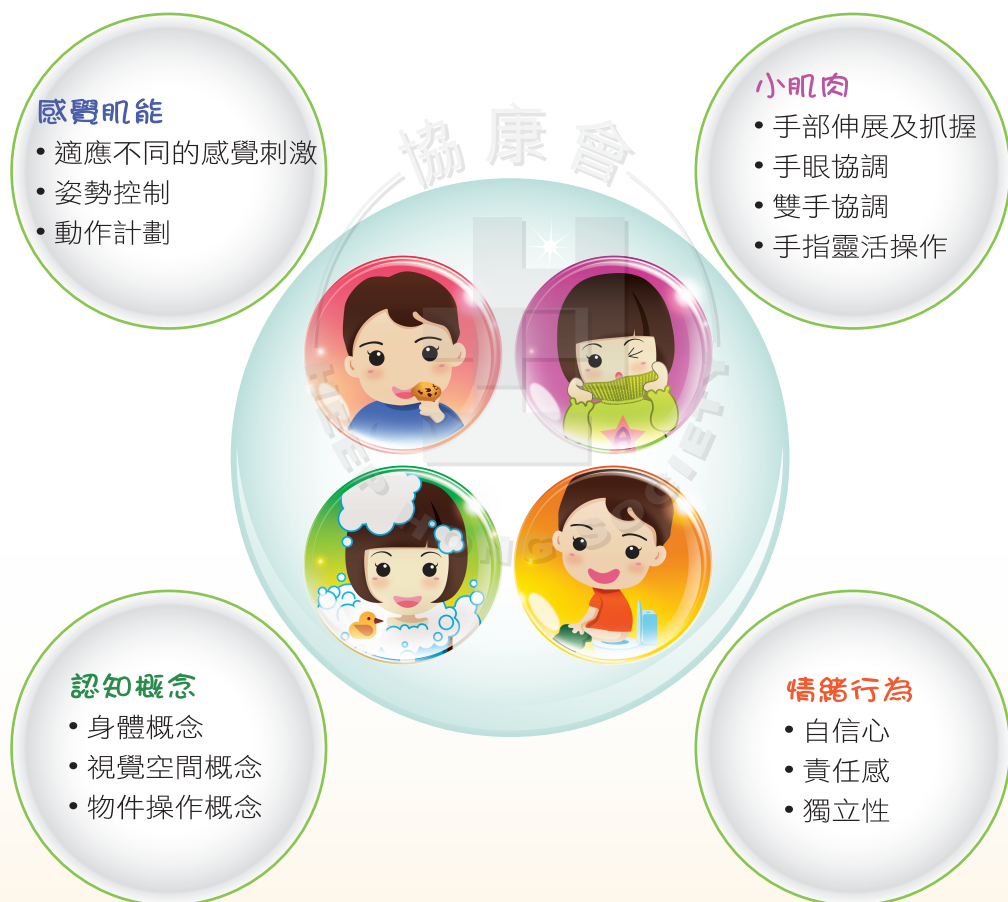 感覺肌能
• 適應不同的感覺刺激
• 姿勢控制
• 動作計劃
小肌肉
• 手部伸展及抓握
• 手眼協調
• 雙手協調
• 手指靈活操作
協康會
HEEP HONG SOCIETY
認知概念
• 身體概念
• 視覺空間概念
• 物件操作概念
情緒行為
• 自信心
• 責任感
• 獨立性